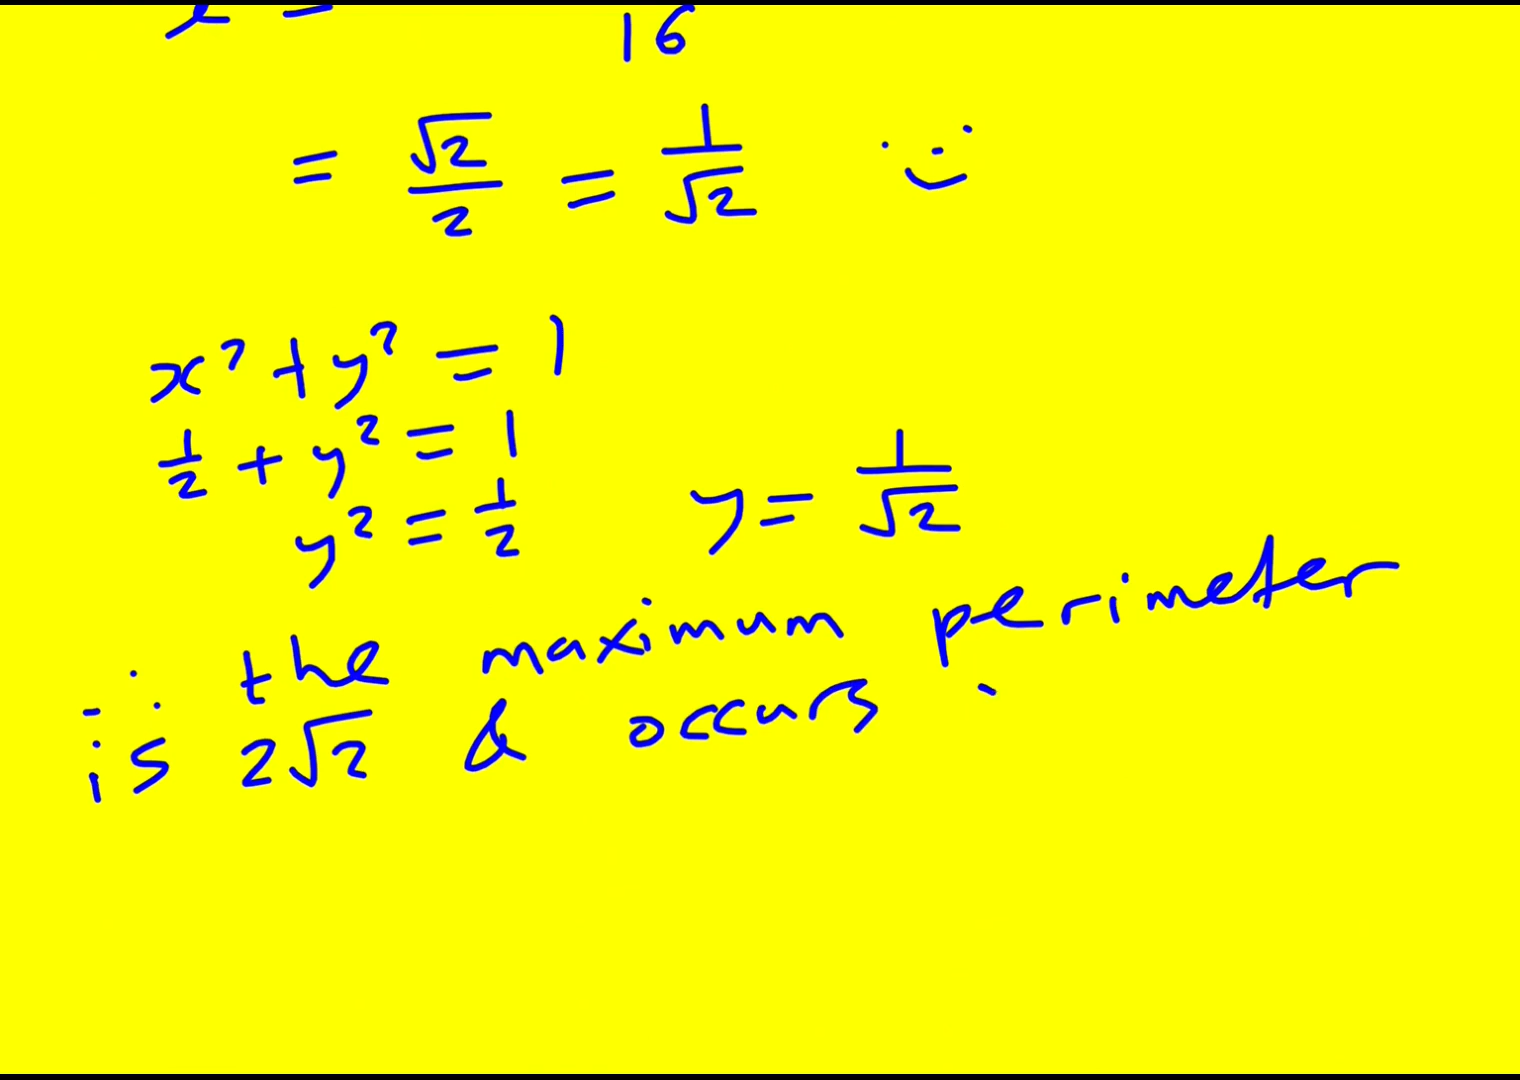 16
= √2/2 = 1/√2
x² + y² = 1
1/2 + y² = 1
y² = 1/2 y = 1/√2
∴ the maximum perimeter
is 2√2 & occurs